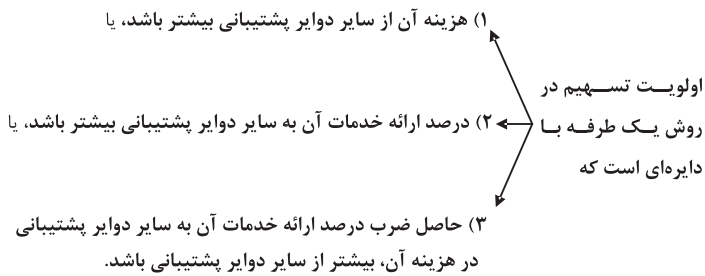 اولویت تسهیم در
روش یک طرفه با
دایره‌ای است که
۱) هزینه آن از سایر دوایر پشتیبانی بیشتر باشد، یا
۲) درصد ارائه خدمات آن به سایر دوایر پشتیبانی بیشتر باشد، یا
۳) حاصل ضرب درصد ارائه خدمات آن به سایر دوایر پشتیبانی
در هزینه آن، بیشتر از سایر دوایر پشتیبانی باشد.